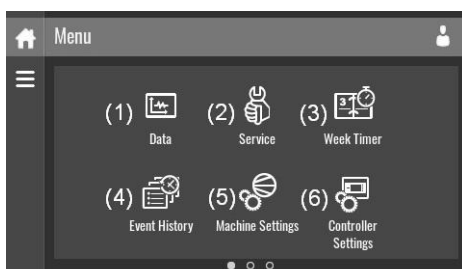 Menu
(1) (2) (3)
Data Service Week Timer
(4) (5) (6)
Event History Machine Settings Controller
Settings